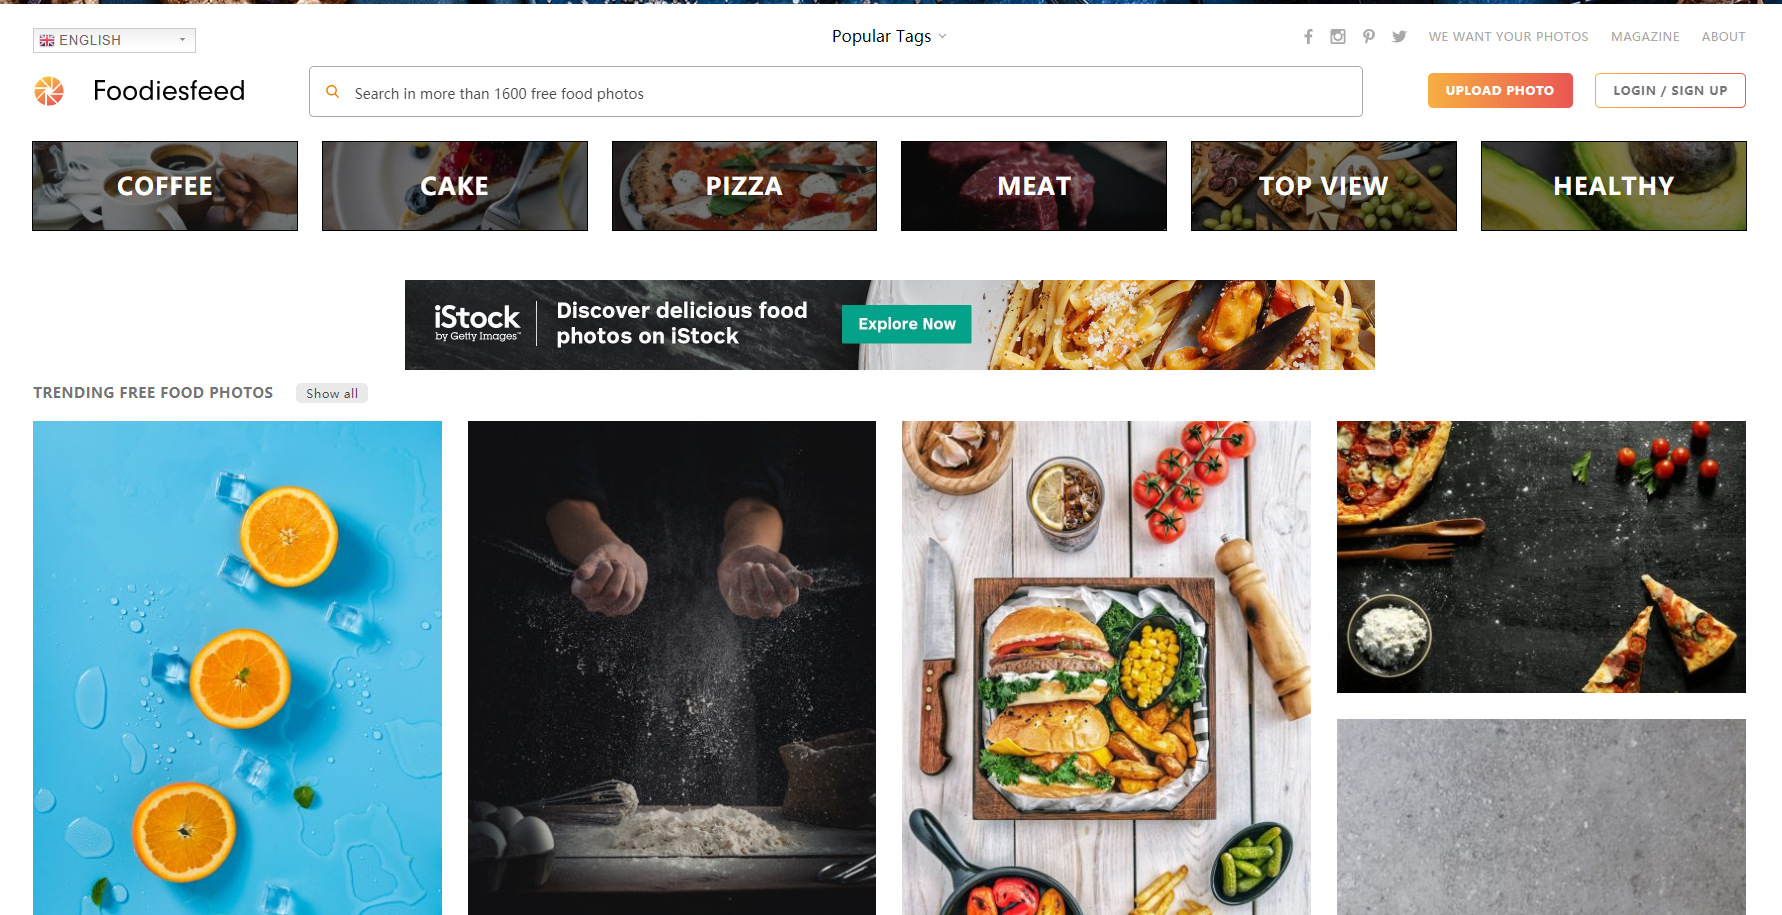 ENGLISH
Popular Tags
WE WANT YOUR PHOTOS
MAGAZINE
ABOUT
Foodiesfeed
Search in more than 1600 free food photos
UPLOAD PHOTO
LOGIN / SIGN UP
COFFEE
CAKE
PIZZA
MEAT
TOP VIEW
HEALTHY
iStock
by Getty Images™
Discover delicious food
photos on iStock
Explore Now
TRENDING FREE FOOD PHOTOS
Show all